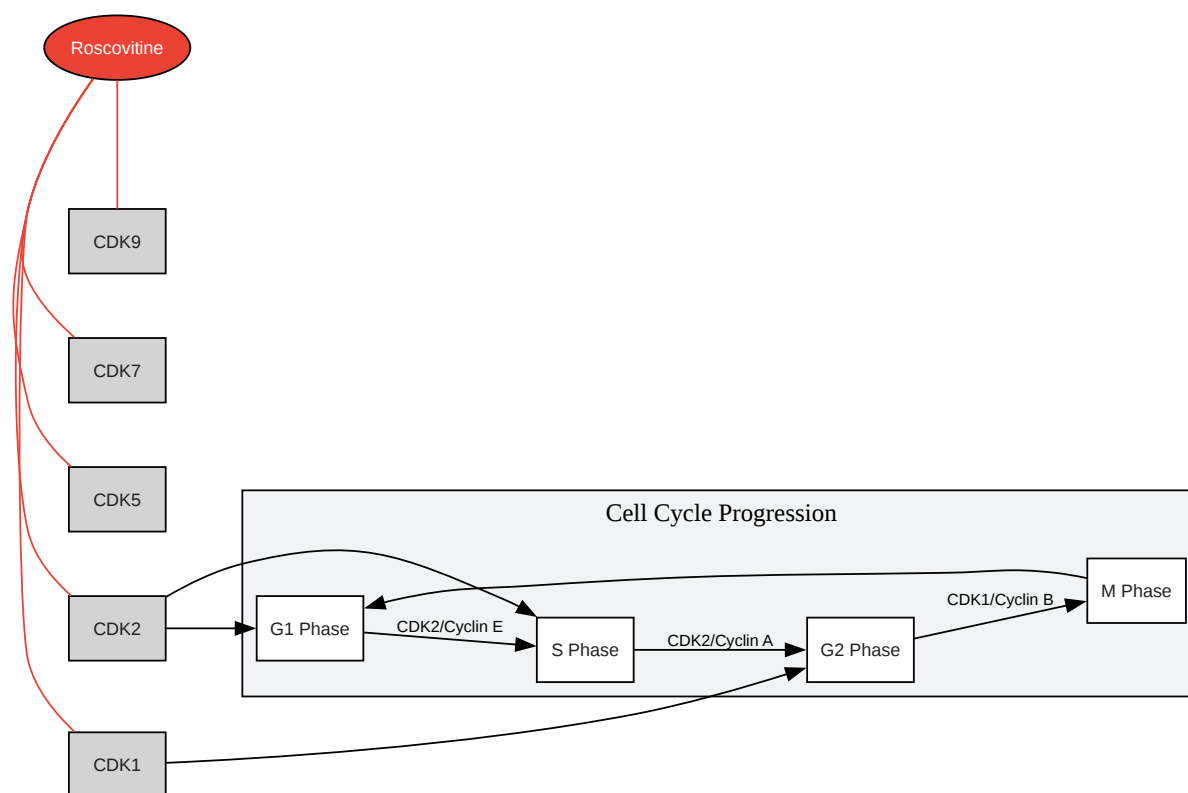 Roscovitine
CDK9
CDK7
CDK5
Cell Cycle Progression
CDK2
G1 Phase
CDK2/Cyclin E
S Phase
CDK2/Cyclin A
G2 Phase
CDK1/Cyclin B
M Phase
CDK1